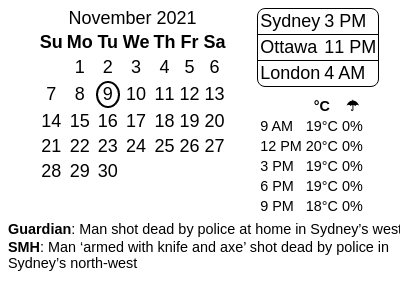 November 2021
Su Mo Tu We Th Fr Sa
1 2 3 4 5 6
7 8 9 10 11 12 13
14 15 16 17 18 19 20
21 22 23 24 25 26 27
28 29 30
Sydney 3 PM
Ottawa 11 PM
London 4 AM
°C ☂
9 AM 19°C 0%
12 PM 20°C 0%
3 PM 19°C 0%
6 PM 19°C 0%
9 PM 18°C 0%
Guardian: Man shot dead by police at home in Sydney’s west
SMH: Man ‘armed with knife and axe’ shot dead by police in
Sydney’s north-west